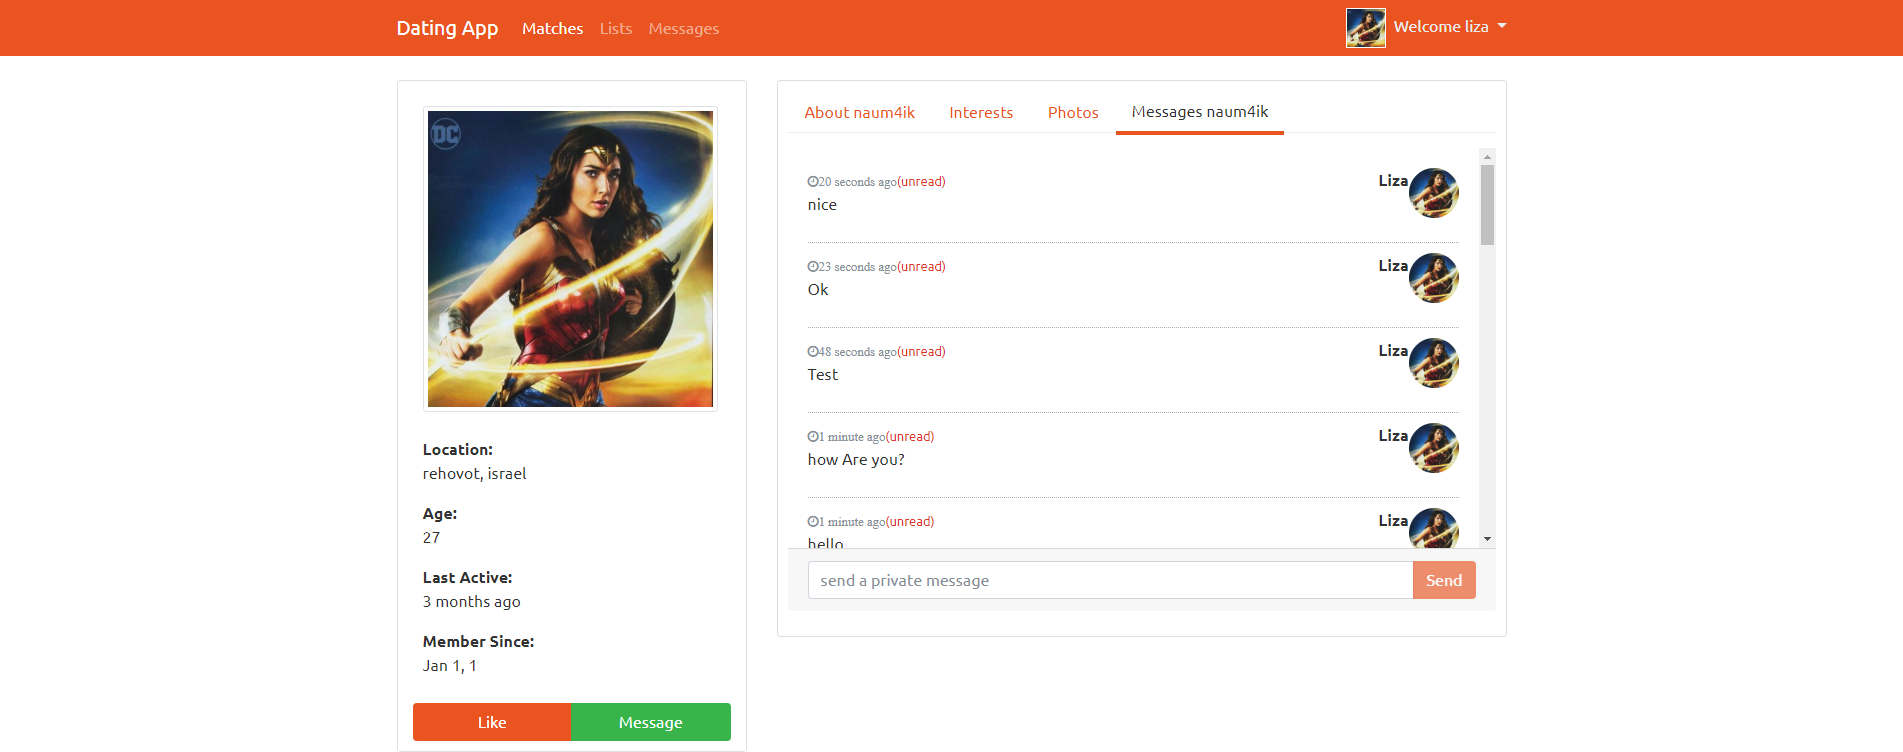 Dating App Matches Lists Messages Welcome liza
DC
Location:
rehovot, israel
Age:
27
Last Active:
3 months ago
Member Since:
Jan 1, 1
Like Message
About naum4ik Interests Photos Messages naum4ik
20 seconds ago(unread) Liza
nice
23 seconds ago(unread) Liza
Ok
48 seconds ago(unread) Liza
Test
1 minute ago(unread) Liza
how Are you?
1 minute ago(unread) Liza
hello
send a private message Send